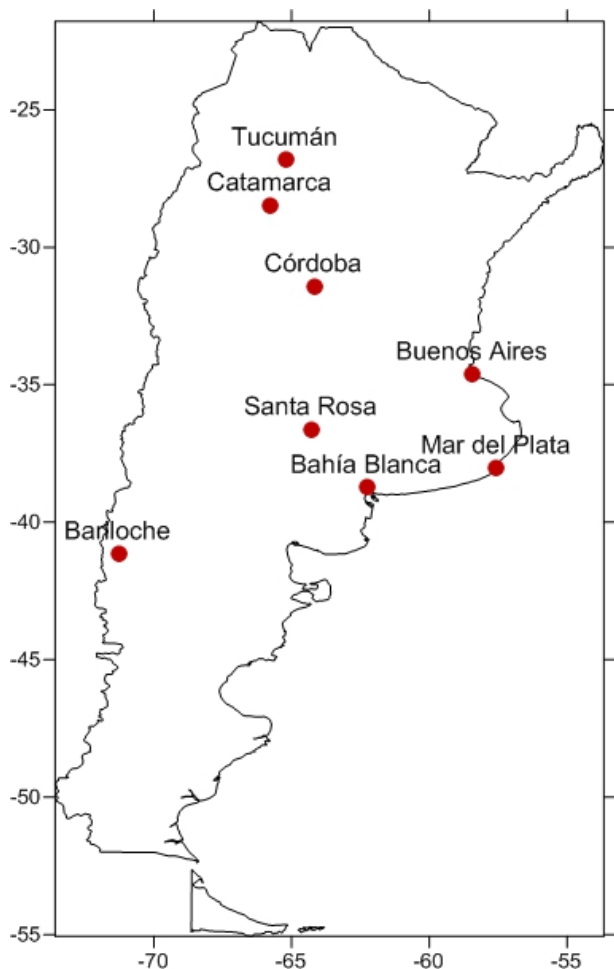 -25
Tucumán
Catamarca
-30
Córdoba
Buenos Aires
-35
Santa Rosa
Mar del Plata
Bahía Blanca
-40
Bariloche
-45
-50
-55
-70
-65
-60
-55